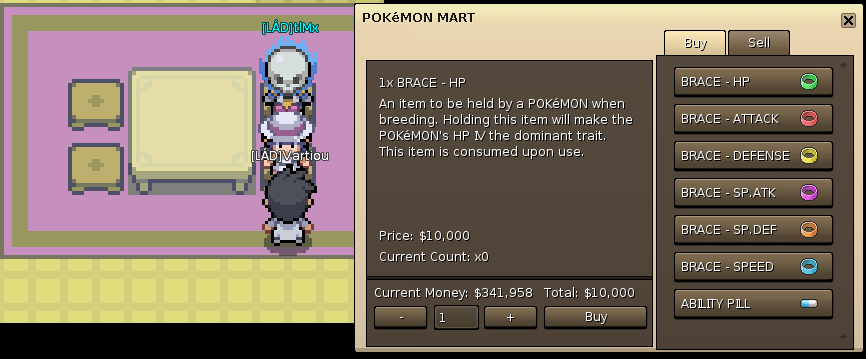 [LÁD]tlMx
[LÁD]Vartiou
POKéMON MART
Buy
Sell
1x BRACE - HP
An item to be held by a POKéMON when
breeding. Holding this item will make the
POKéMON's HP IV the dominant trait.
This item is consumed upon use.
Price: $10,000
Current Count: x0
Current Money: $341,958 Total: $10,000
- 1 + Buy
BRACE - HP
BRACE - ATTACK
BRACE - DEFENSE
BRACE - SP.ATK
BRACE - SP.DEF
BRACE - SPEED
ABILITY PILL